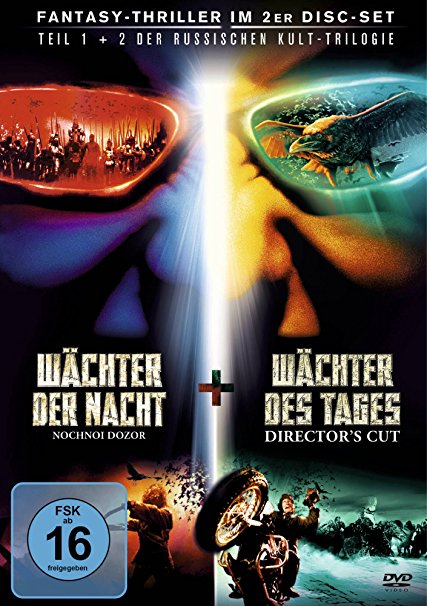 FANTASY-THRILLER IM 2ER DISC-SET
TEIL 1 + 2 DER RUSSISCHEN KULT-TRILOGIE
WÄCHTER
DER NACHT
NOCHNOI DOZOR
+
WÄCHTER
DES TAGES
DIRECTOR'S CUT
FSK
ab
16
freigegeben
DVD
VIDEO